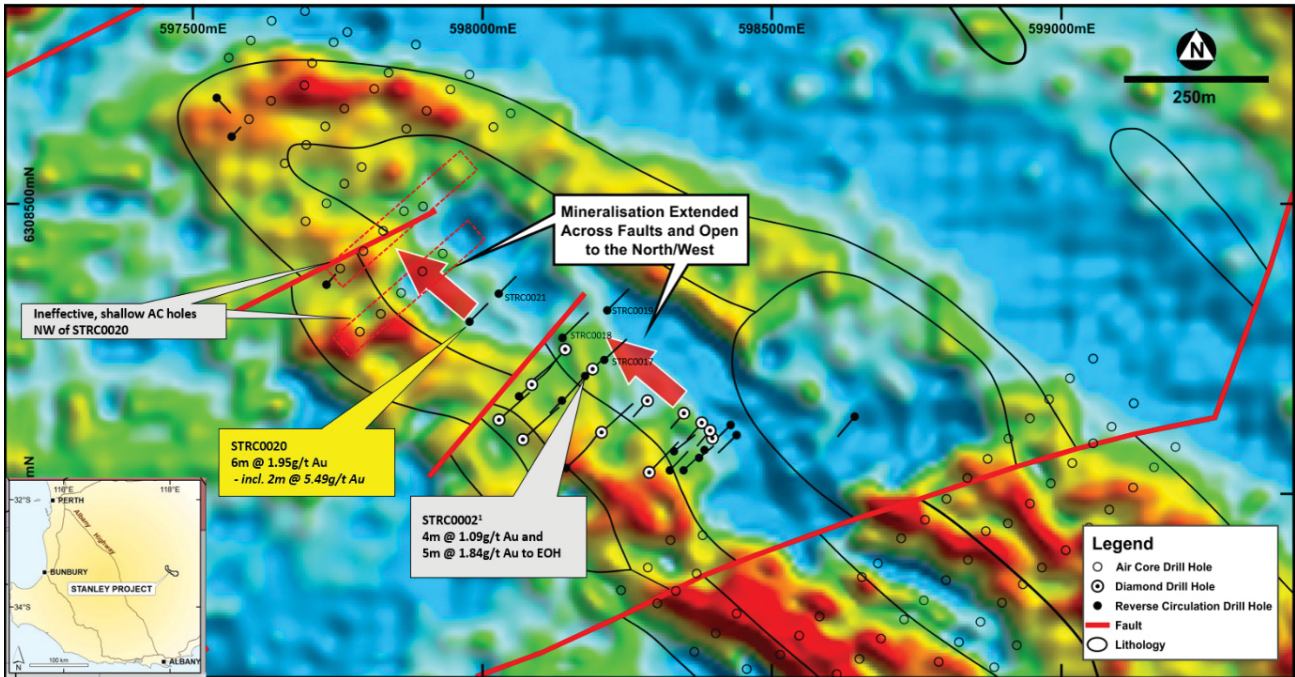 597500mE
598000mE
598500mE
599000mE
N
250m
6308500mN
mN
Mineralisation Extended
Across Faults and Open
to the North/West
Ineffective, shallow AC holes
NW of STRC0020
STRC0021
STRC0019
STRC0018
STRC0017
STRC0020
6m @ 1.95g/t Au
- incl. 2m @ 5.49g/t Au
STRC0002¹
4m @ 1.09g/t Au and
5m @ 1.84g/t Au to EOH
116°E
118°E
32°S
PERTH
Albany
Highway
BUNBURY
STANLEY PROJECT
34°S
N
100 km
ALBANY
Legend
Air Core Drill Hole
Diamond Drill Hole
Reverse Circulation Drill Hole
Fault
Lithology